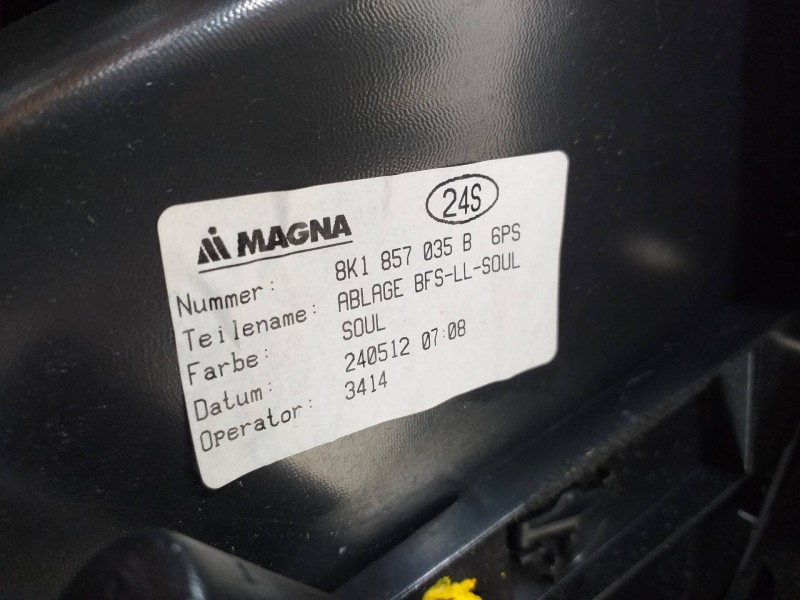 24S
MAGNA
Nummer: 8K1 857 035 B 6PS
Teilename: ABLAGE BFS-LL-SOUL
Farbe: SOUL
Datum: 240512 07:08
Operator: 3414